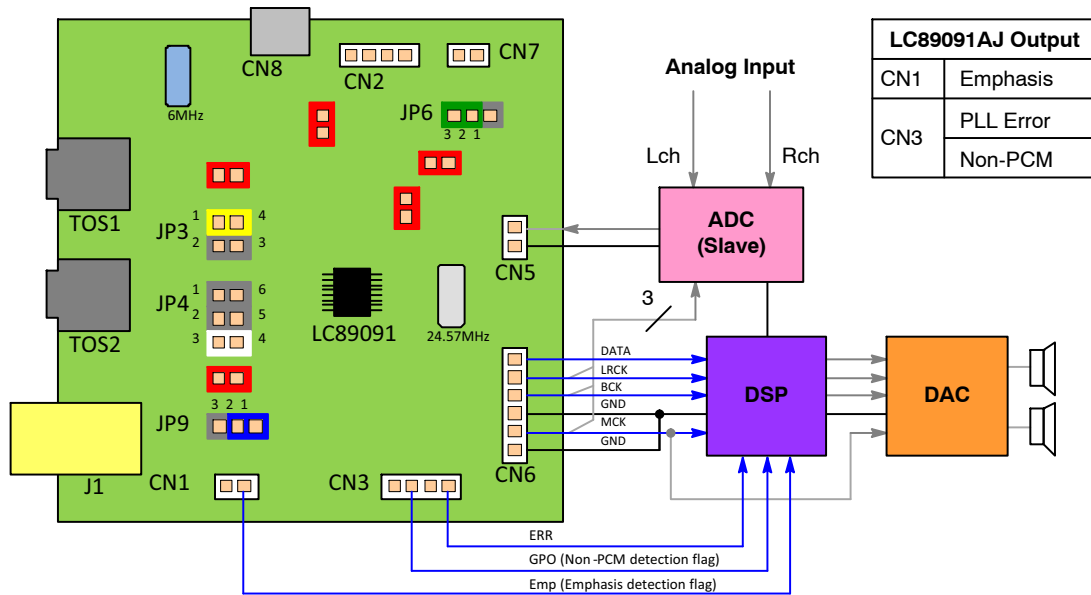 CN8
CN2
CN7
6MHz
JP6
3 2 1
TOS1
JP3
1 4
2 3
TOS2
JP4
1 6
2 5
3 4
LC89091
24.57MHz
CN5
JP9
3 2 1
J1
CN1
CN3
CN6
Analog Input
Lch
Rch
ADC
(Slave)
3
DATA
LRCK
BCK
GND
MCK
GND
DSP
DAC
ERR
GPO (Non-PCM detection flag)
Emp (Emphasis detection flag)
LC89091AJ Output
CN1 Emphasis
CN3 PLL Error
Non-PCM